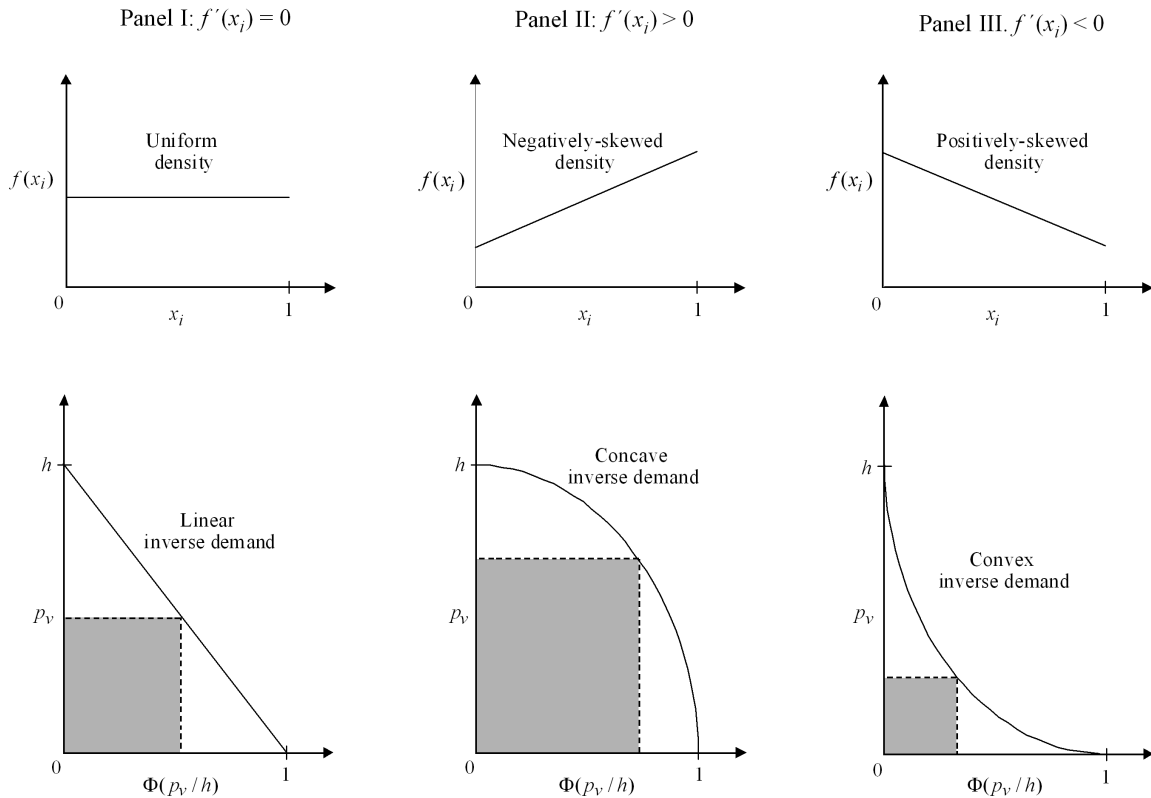 Panel I: f′(xᵢ) = 0
Panel II: f′(xᵢ) > 0
Panel III. f′(xᵢ) < 0
Uniform
density
f(xᵢ)
0
1
xᵢ
Negatively-skewed
density
f(xᵢ)
0
1
xᵢ
Positively-skewed
density
f(xᵢ)
0
1
xᵢ
h
Linear
inverse demand
pᵥ
0
1
Φ(pᵥ/h)
h
Concave
inverse demand
pᵥ
0
1
Φ(pᵥ/h)
h
Convex
inverse demand
pᵥ
0
1
Φ(pᵥ/h)